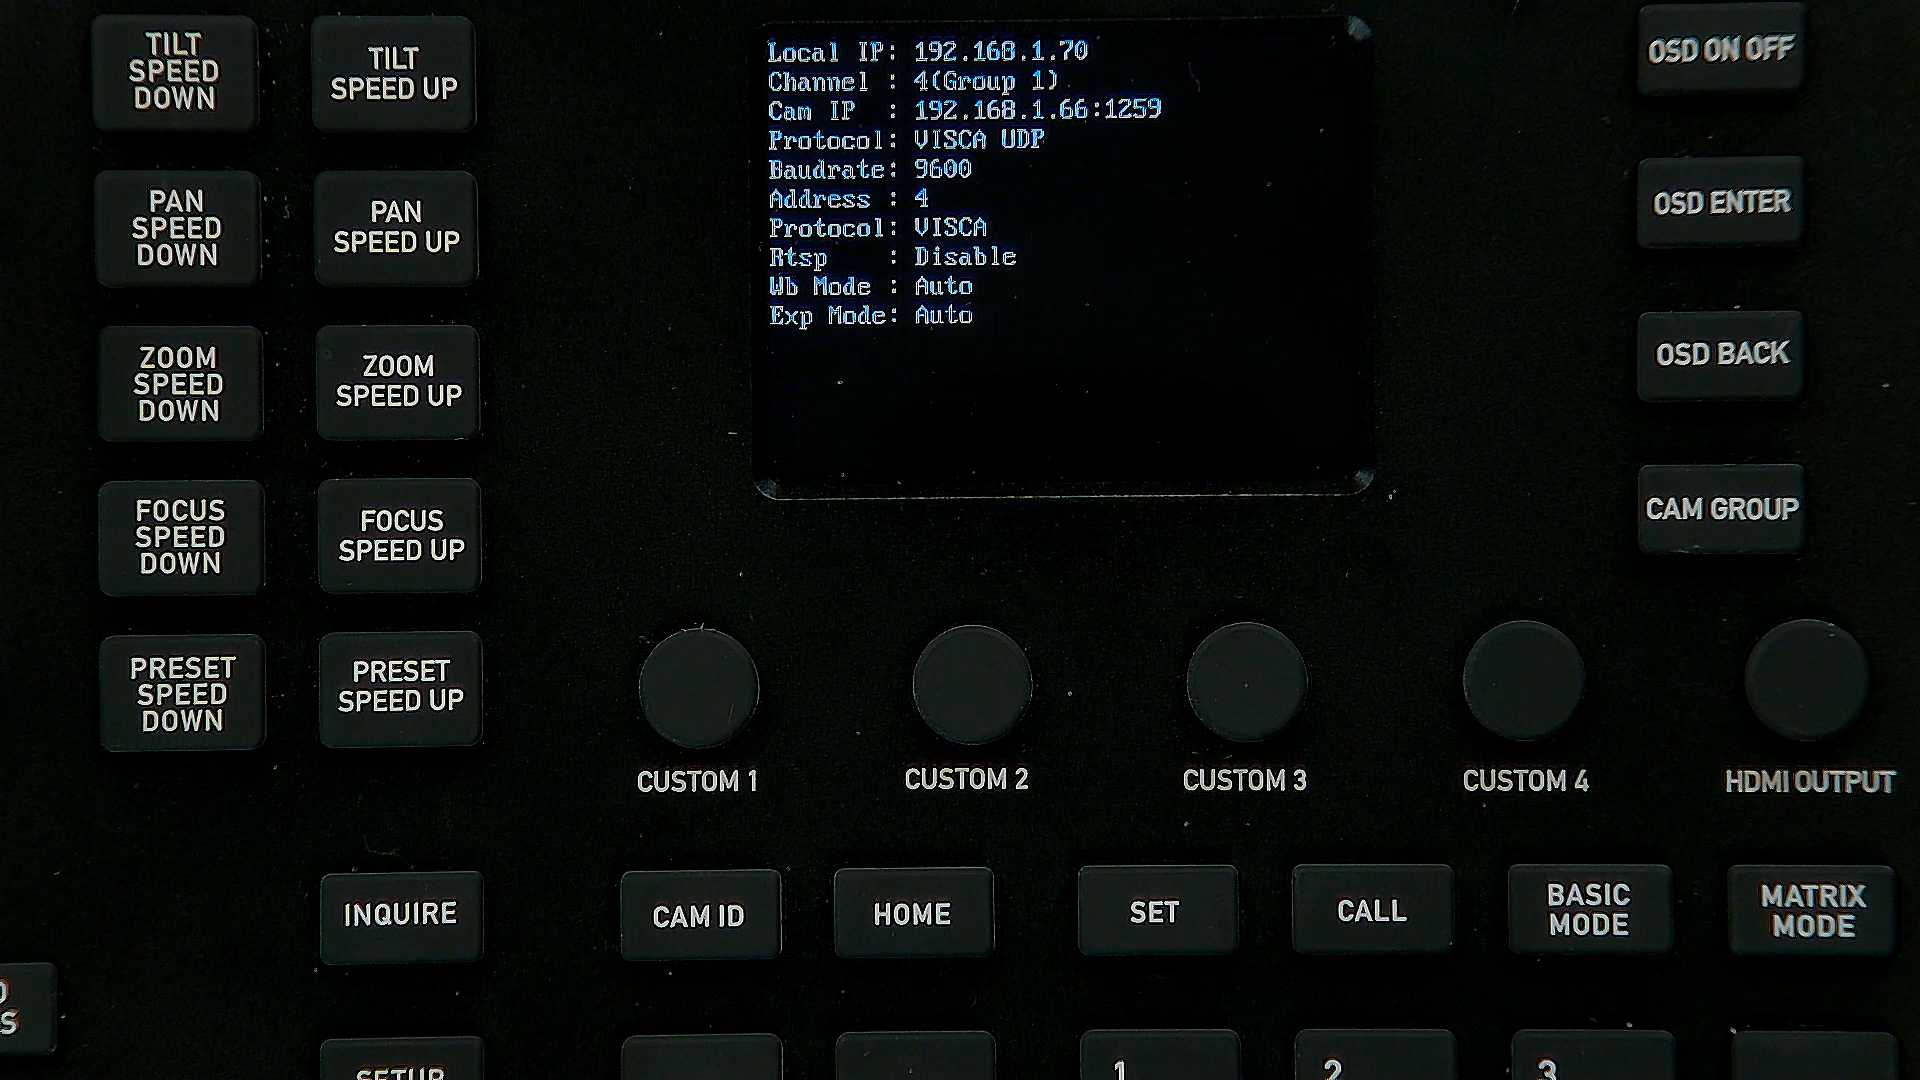 TILT
SPEED
DOWN
TILT
SPEED UP
PAN
SPEED
DOWN
PAN
SPEED UP
ZOOM
SPEED
DOWN
ZOOM
SPEED UP
FOCUS
SPEED
DOWN
FOCUS
SPEED UP
PRESET
SPEED
DOWN
PRESET
SPEED UP
Local IP: 192.168.1.70
Channel : 4(Group 1)
Cam IP : 192.168.1.66:1259
Protocol: VISCA UDP
Baudrate: 9600
Address : 4
Protocol: VISCA
Rtsp : Disable
Wb Mode : Auto
Exp Mode: Auto
OSD ON OFF
OSD ENTER
OSD BACK
CAM GROUP
CUSTOM 1
CUSTOM 2
CUSTOM 3
CUSTOM 4
HDMI OUTPUT
INQUIRE
CAM ID
HOME
SET
CALL
BASIC
MODE
MATRIX
MODE
SETUP
1
2
3